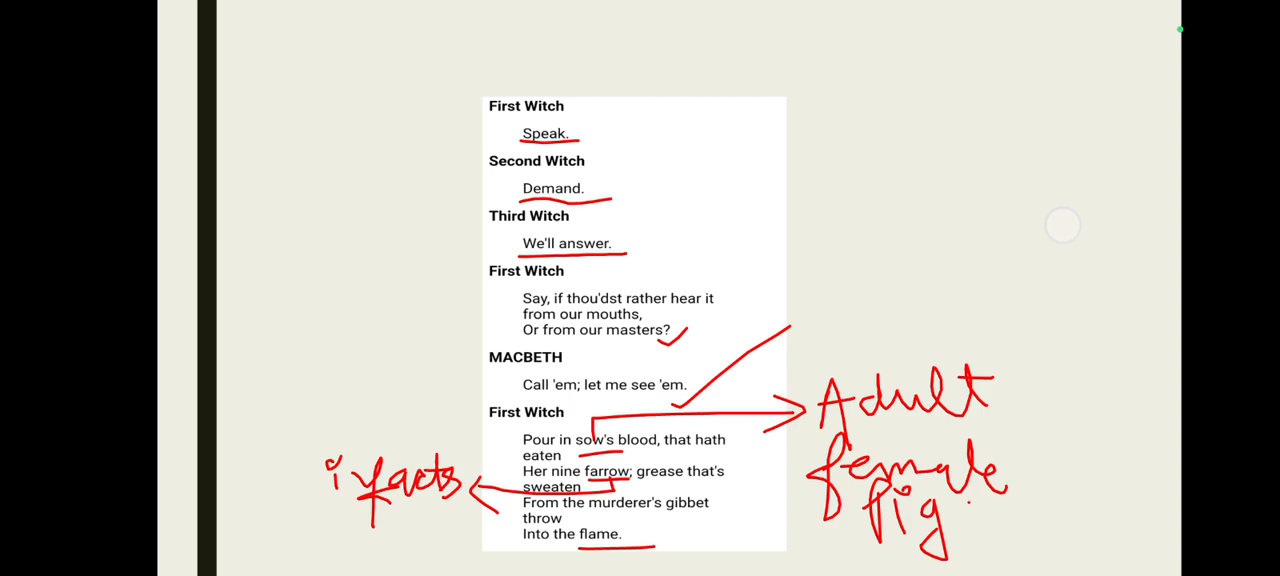 First Witch
Speak.
Second Witch
Demand.
Third Witch
We'll answer.
First Witch
Say, if thou'dst rather hear it
from our mouths,
Or from our masters?
MACBETH
Call 'em; let me see 'em.
First Witch
Pour in sow's blood, that hath
eaten
Her nine farrow; grease that's
sweaten
From the murderer's gibbet
throw
Into the flame.
Adult
female
pig.